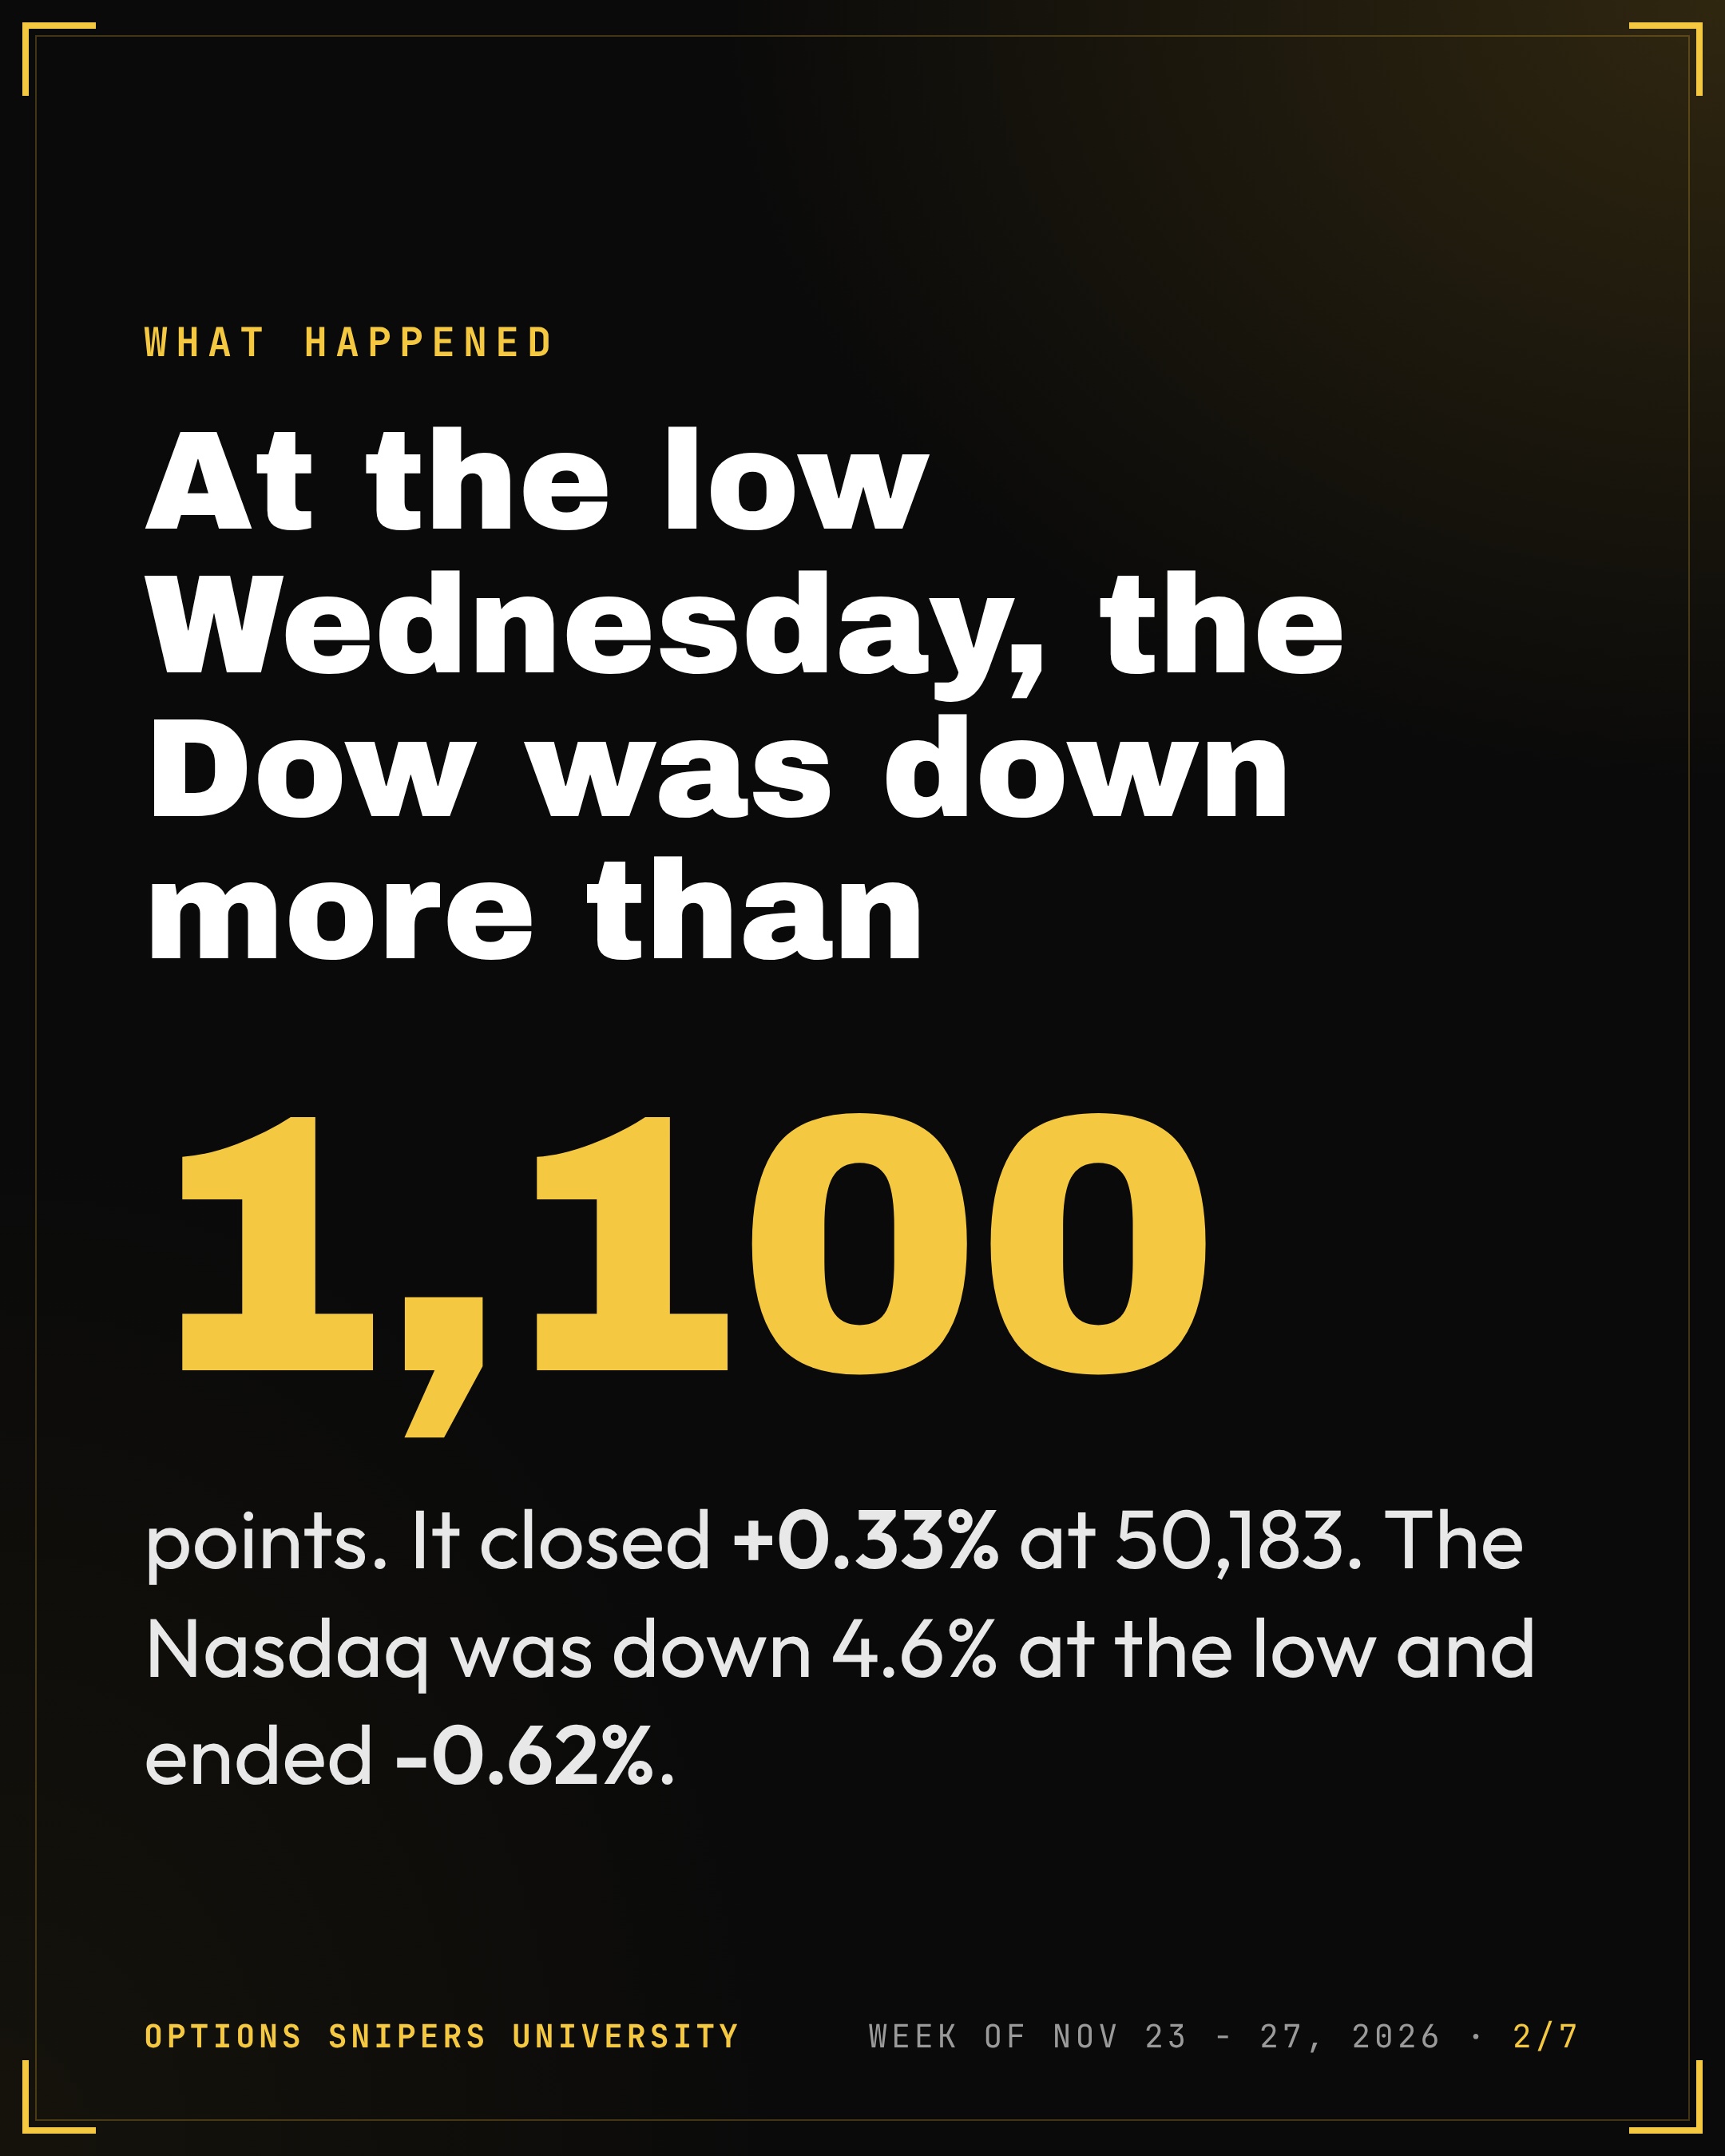 WHAT HAPPENED
At the low
Wednesday, the
Dow was down
more than
1,100
points. It closed +0.33% at 50,183. The
Nasdaq was down 4.6% at the low and
ended -0.62%.
OPTIONS SNIPERS UNIVERSITY
WEEK OF NOV 23 - 27, 2026 · 2/7